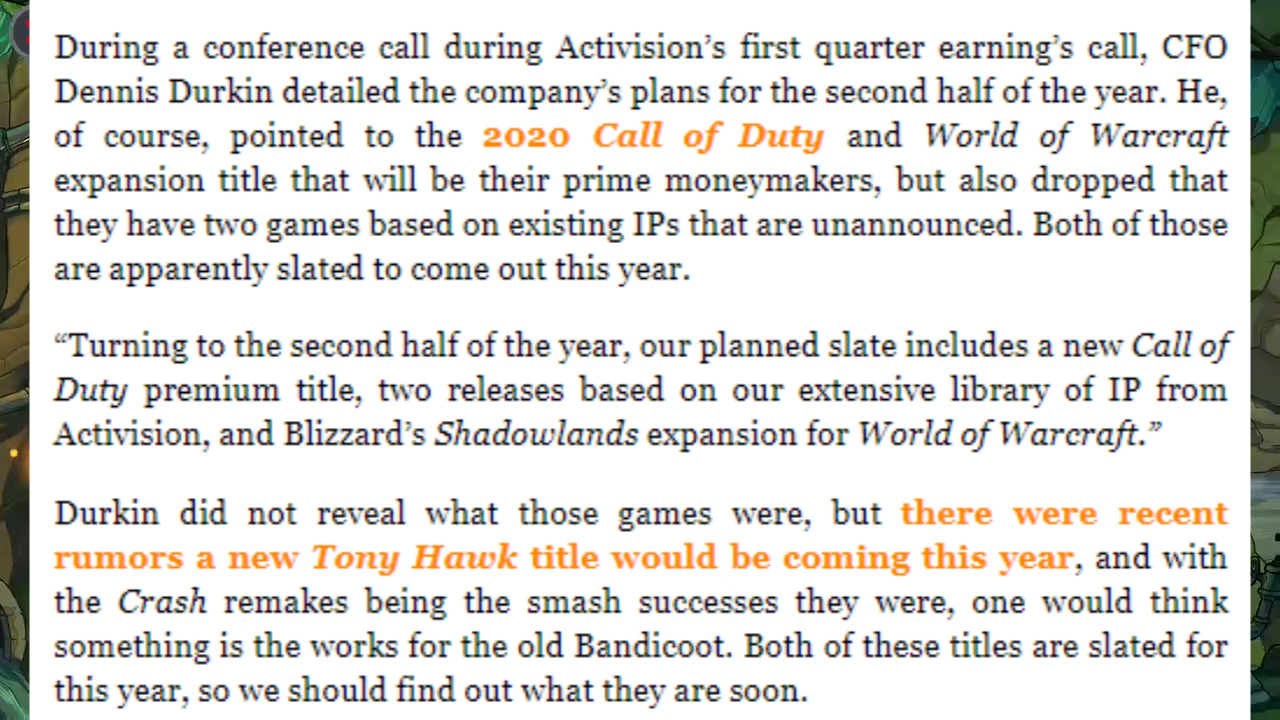 During a conference call during Activision’s first quarter earning’s call, CFO
Dennis Durkin detailed the company’s plans for the second half of the year. He,
of course, pointed to the 2020 Call of Duty and World of Warcraft
expansion title that will be their prime moneymakers, but also dropped that
they have two games based on existing IPs that are unannounced. Both of those
are apparently slated to come out this year.
“Turning to the second half of the year, our planned slate includes a new Call of
Duty premium title, two releases based on our extensive library of IP from
Activision, and Blizzard’s Shadowlands expansion for World of Warcraft.”
Durkin did not reveal what those games were, but there were recent
rumors a new Tony Hawk title would be coming this year, and with
the Crash remakes being the smash successes they were, one would think
something is the works for the old Bandicoot. Both of these titles are slated for
this year, so we should find out what they are soon.